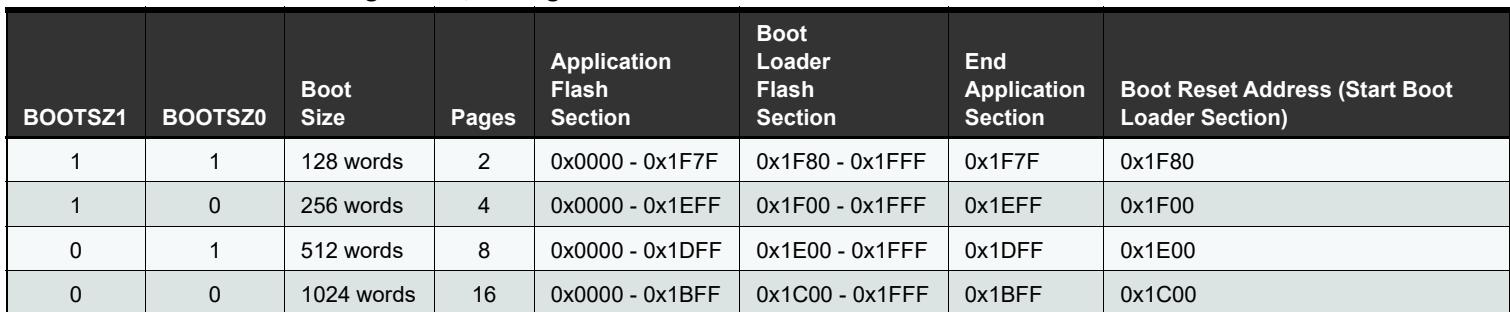 BOOTSZ1 BOOTSZ0 Boot Size Pages Application Flash Section Boot Loader Flash Section End Application Section Boot Reset Address (Start Boot Loader Section)
1 1 128 words 2 0x0000 - 0x1F7F 0x1F80 - 0x1FFF 0x1F7F 0x1F80
1 0 256 words 4 0x0000 - 0x1EFF 0x1F00 - 0x1FFF 0x1EFF 0x1F00
0 1 512 words 8 0x0000 - 0x1DFF 0x1E00 - 0x1FFF 0x1DFF 0x1E00
0 0 1024 words 16 0x0000 - 0x1BFF 0x1C00 - 0x1FFF 0x1BFF 0x1C00